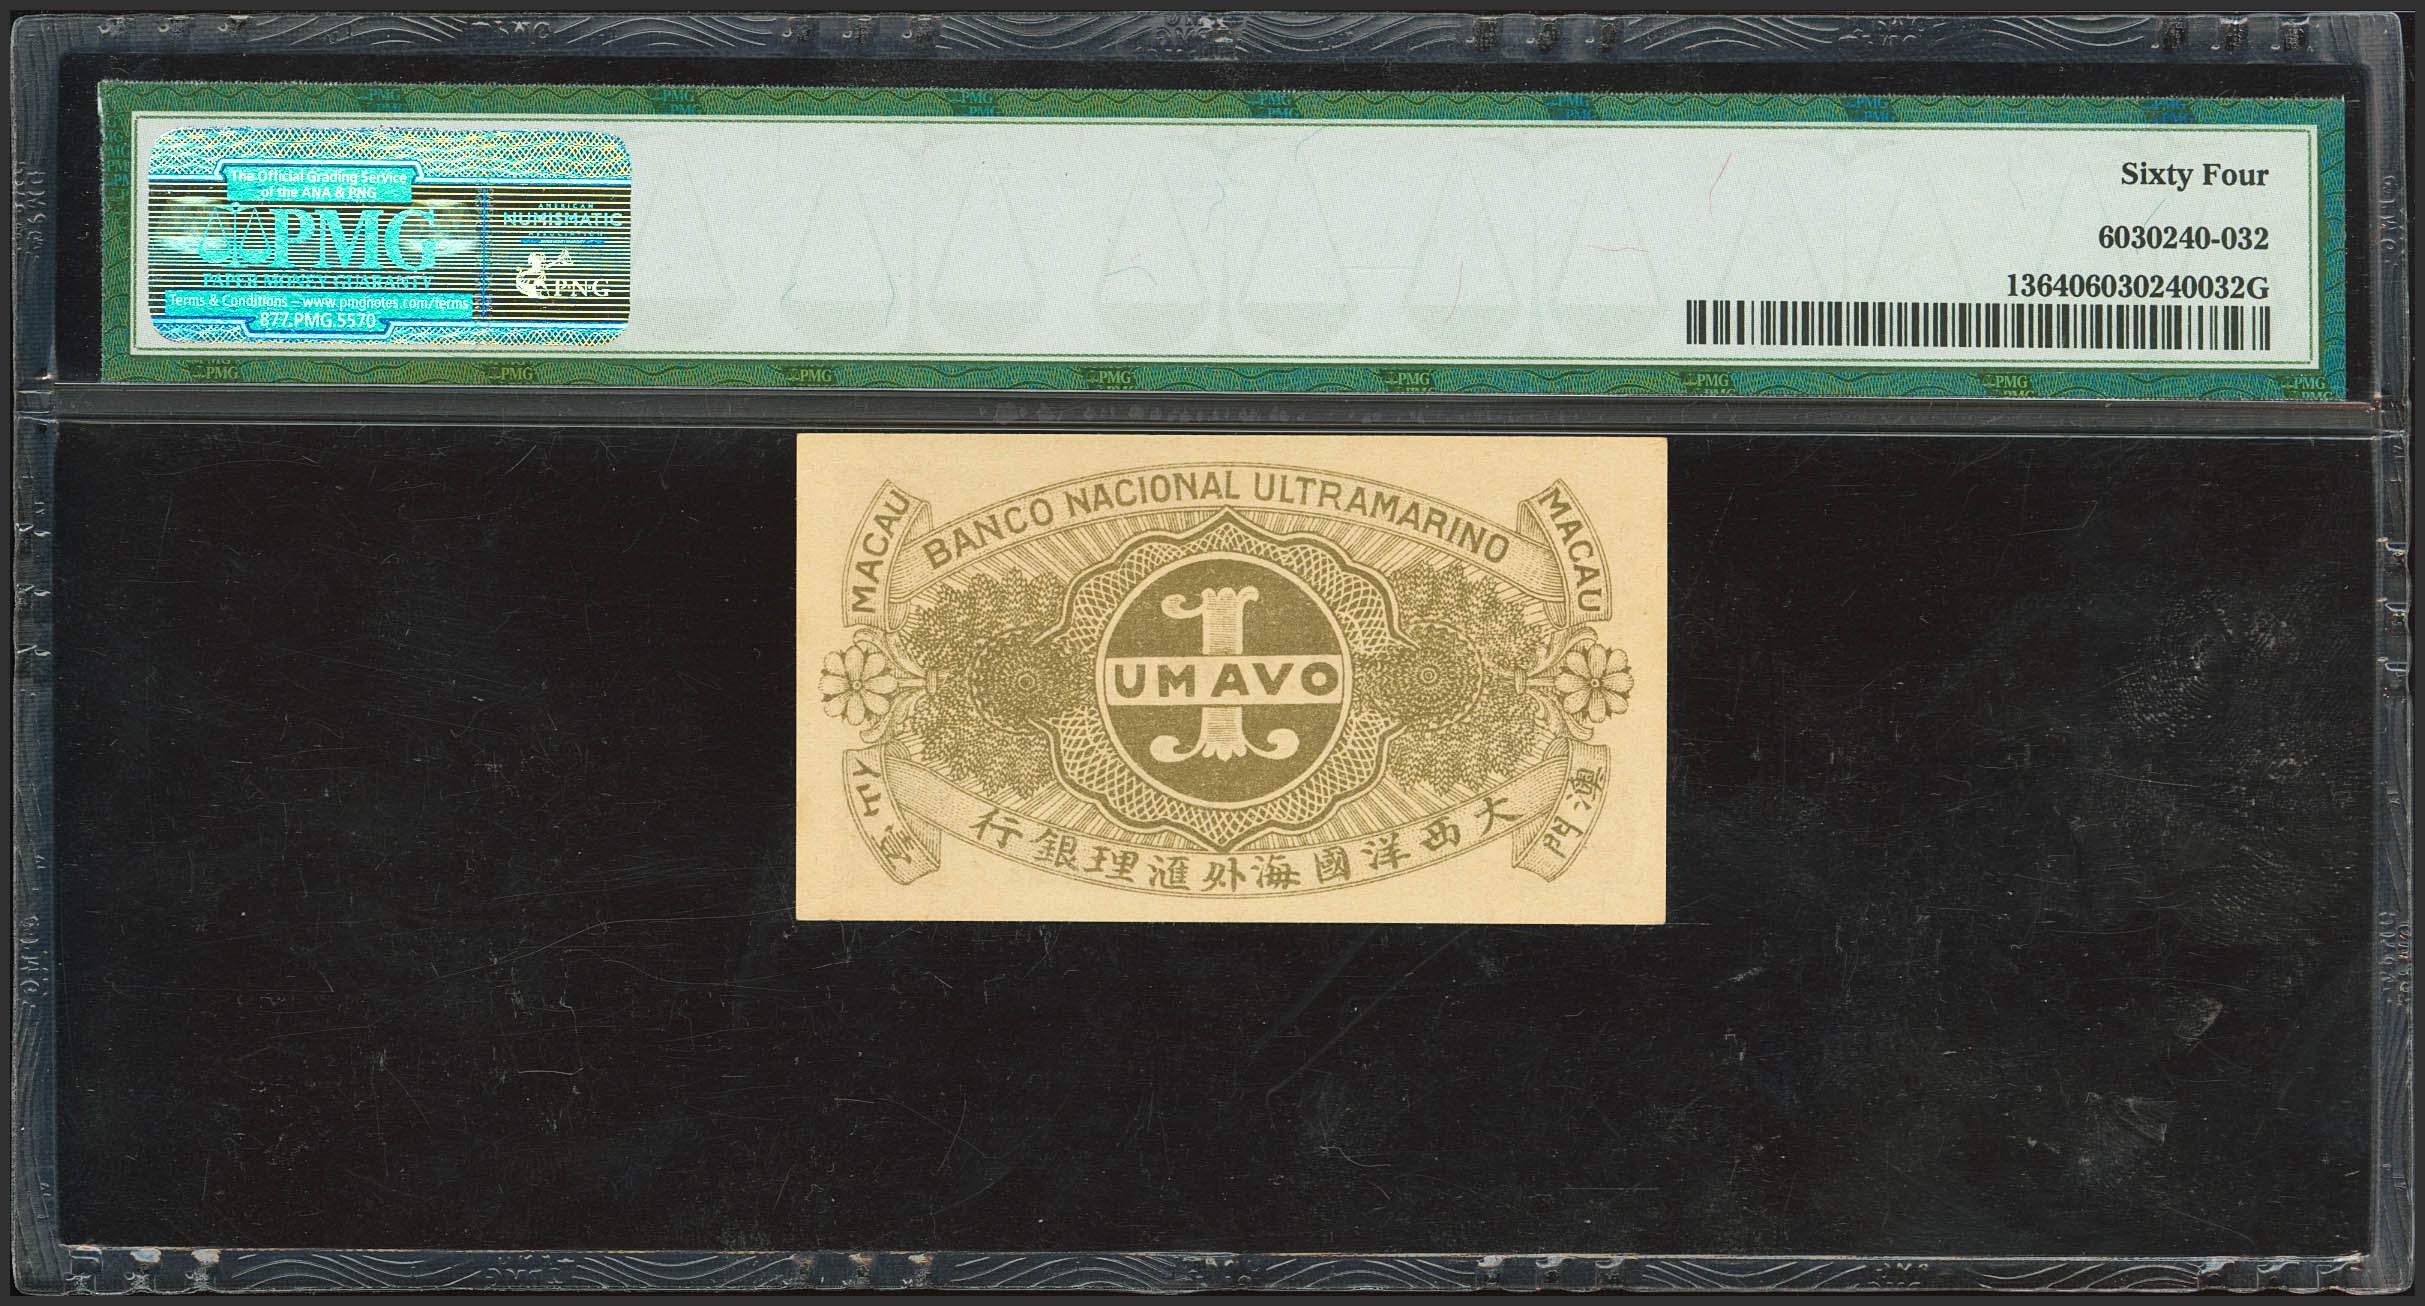 The Official Grading Service
of the ANA & PNG
PMG
PAPER MONEY GUARANTY
Terms & Conditions – www.pmgnotes.com/terms
877.PMG.5570
AMERICAN
NUMISMATIC
ASSOCIATION
PNG
Sixty Four
6030240-032
136406030240032G
MACAU
BANCO NACIONAL ULTRAMARINO
MACAU
1
UM AVO
壹仙
大西洋國海外滙理銀行
澳門